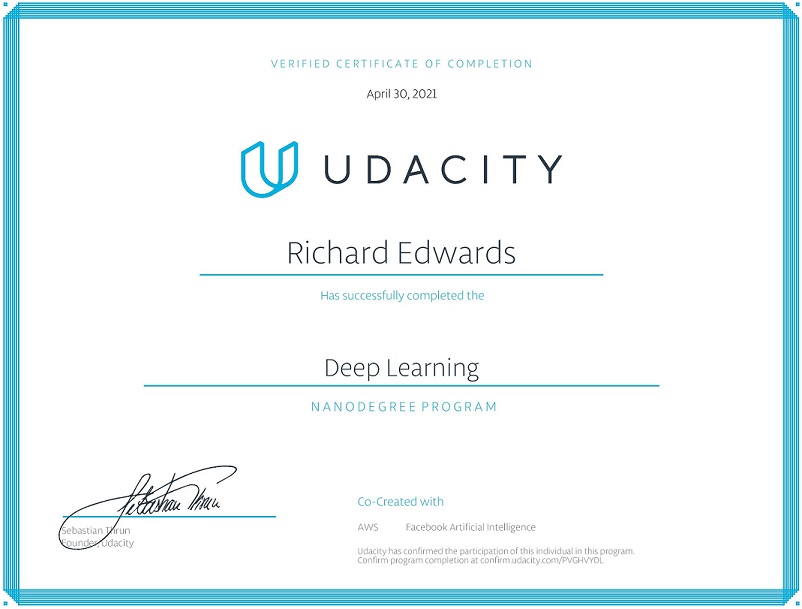 VERIFIED CERTIFICATE OF COMPLETION
April 30, 2021
UDACITY
Richard Edwards
Has successfully completed the
Deep Learning
NANODEGREE PROGRAM
Sebastian Thrun
Sebastian Thrun
Founder, Udacity
Co-Created with
AWS Facebook Artificial Intelligence
Udacity has confirmed the participation of this individual in this program.
Confirm program completion at confirm.udacity.com/PVGHVYDL